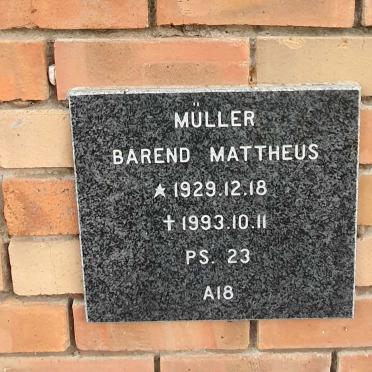 MÜLLER
BAREND MATTHEUS
★ 1929.12.18
✝ 1993.10.11
PS. 23
A18